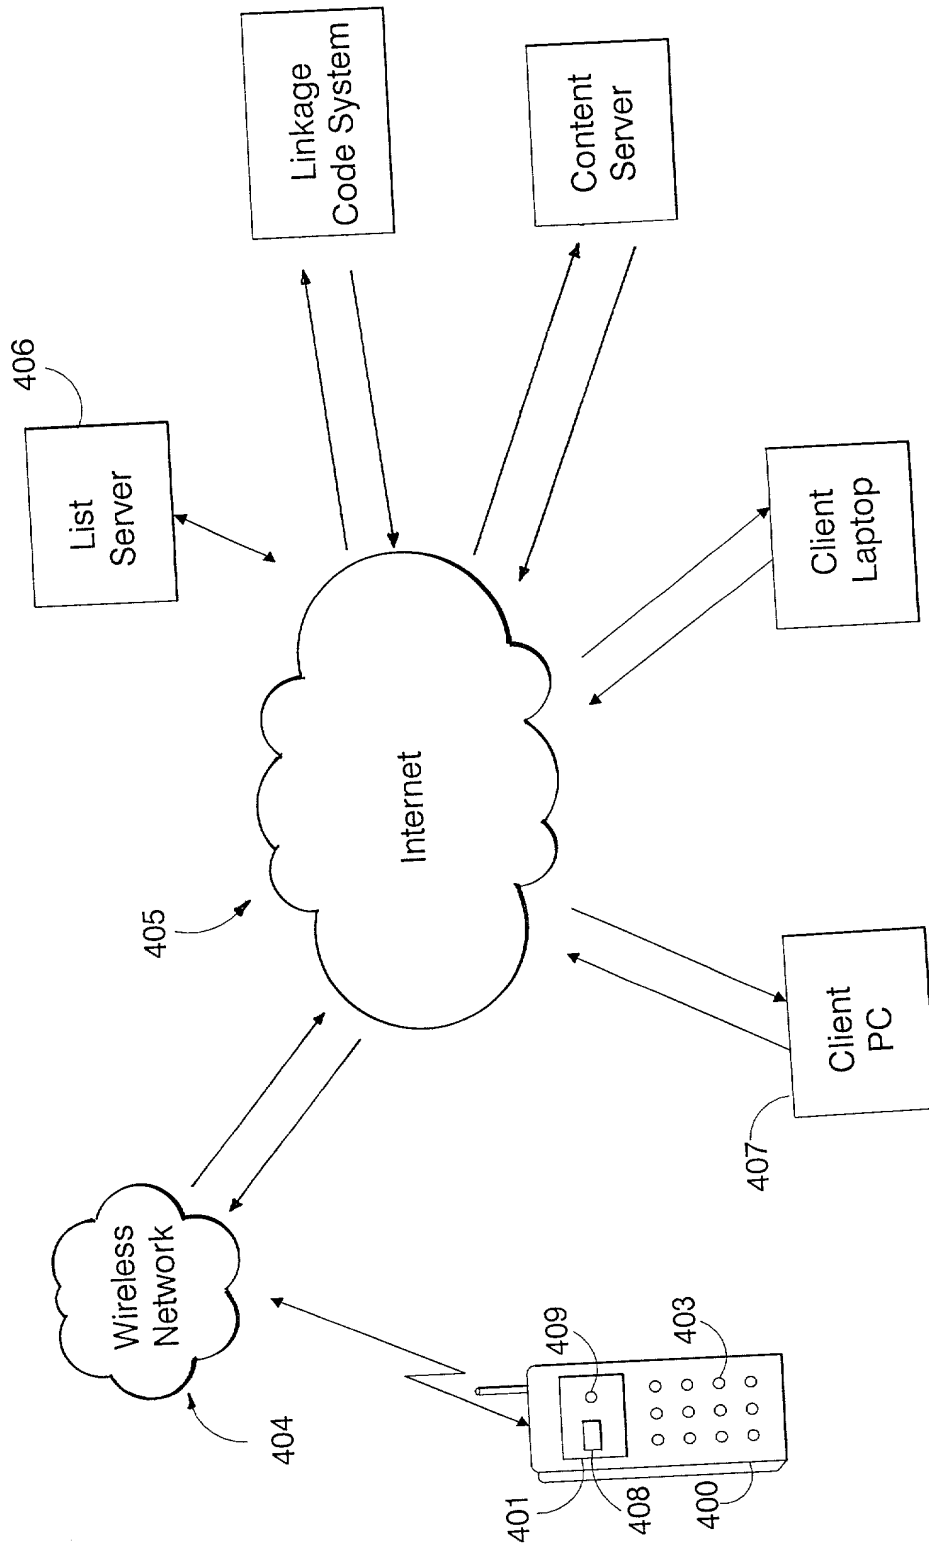 Wireless
Network
404
405
Internet
List
Server
406
Linkage
Code System
Content
Server
Client
Laptop
Client
PC
407
401
408
400
409
403